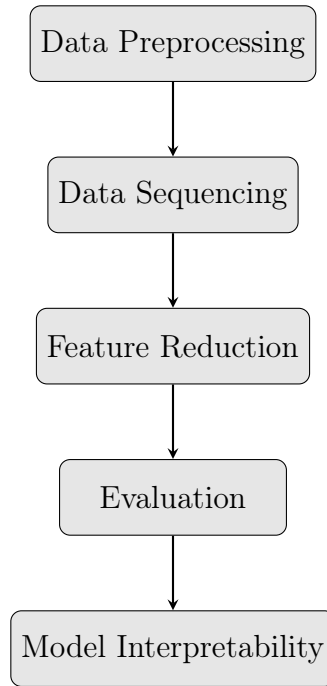 Data Preprocessing
Data Sequencing
Feature Reduction
Evaluation
Model Interpretability